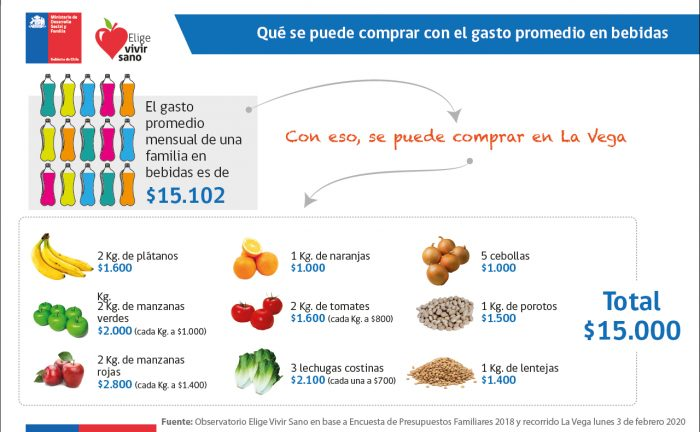 Ministerio de
Desarrollo
Social y
Familia
Gobierno de Chile
Elige
vivir
sano
Qué se puede comprar con el gasto promedio en bebidas
El gasto
promedio
mensual de una
familia en
bebidas es de
$15.102
Con eso, se puede comprar en La Vega
2 Kg. de plátanos
$1.600
1 Kg. de naranjas
$1.000
5 cebollas
$1.000
Kg.
2 Kg. de manzanas
verdes
$2.000 (cada Kg. a $1.000)
2 Kg. de tomates
$1.600 (cada Kg a $800)
1 Kg. de porotos
$1.500
2 Kg. de manzanas
rojas
$2.800 (cada Kg. a $1.400)
3 lechugas costinas
$2.100 (cada una a $700)
1 Kg. de lentejas
$1.400
Total
$15.000
Fuente: Observatorio Elige Vivir Sano en base a Encuesta de Presupuestos Familiares 2018 y recorrido La Vega lunes 3 de febrero 2020